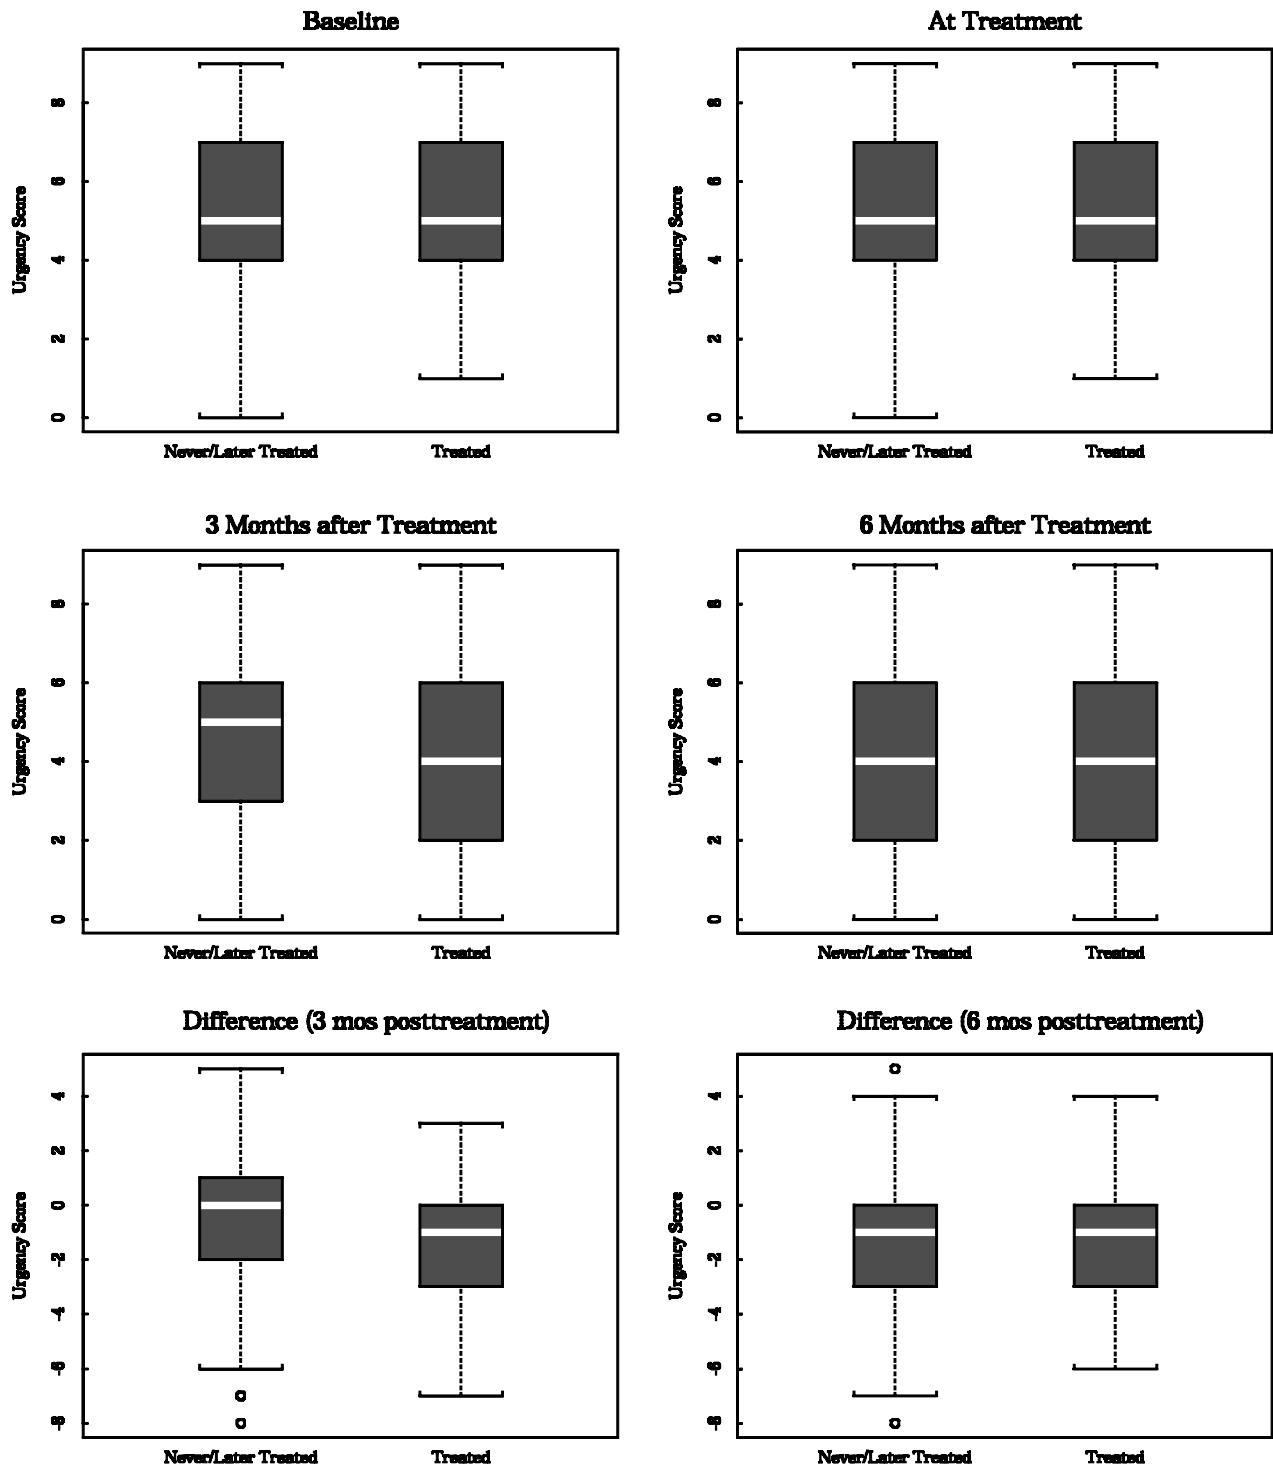 Baseline
At Treatment
Urgency Score
0 2 4 6 8
Never/Later Treated Treated
Urgency Score
0 2 4 6 8
Never/Later Treated Treated
3 Months after Treatment
6 Months after Treatment
Urgency Score
0 2 4 6 8
Never/Later Treated Treated
Urgency Score
0 2 4 6 8
Never/Later Treated Treated
Difference (3 mos posttreatment)
Difference (6 mos posttreatment)
Urgency Score
-8 -6 -4 -2 0 2 4
Never/Later Treated Treated
Urgency Score
-8 -6 -4 -2 0 2 4
Never/Later Treated Treated